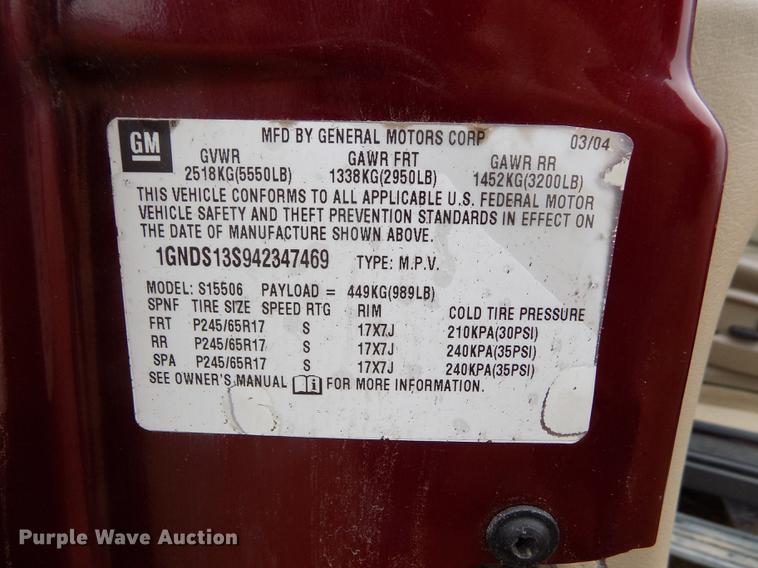 GM MFD BY GENERAL MOTORS CORP 03/04
GVWR GAWR FRT GAWR RR
2518KG(5550LB) 1338KG(2950LB) 1452KG(3200LB)
THIS VEHICLE CONFORMS TO ALL APPLICABLE U.S. FEDERAL MOTOR
VEHICLE SAFETY AND THEFT PREVENTION STANDARDS IN EFFECT ON
THE DATE OF MANUFACTURE SHOWN ABOVE.
1GNDS13S942347469 TYPE: M.P.V.
MODEL: S15506 PAYLOAD = 449KG(989LB)
SPNF TIRE SIZE SPEED RTG RIM COLD TIRE PRESSURE
FRT P245/65R17 S 17X7J 210KPA(30PSI)
RR P245/65R17 S 17X7J 240KPA(35PSI)
SPA P245/65R17 S 17X7J 240KPA(35PSI)
SEE OWNER'S MANUAL FOR MORE INFORMATION.
Purple Wave Auction